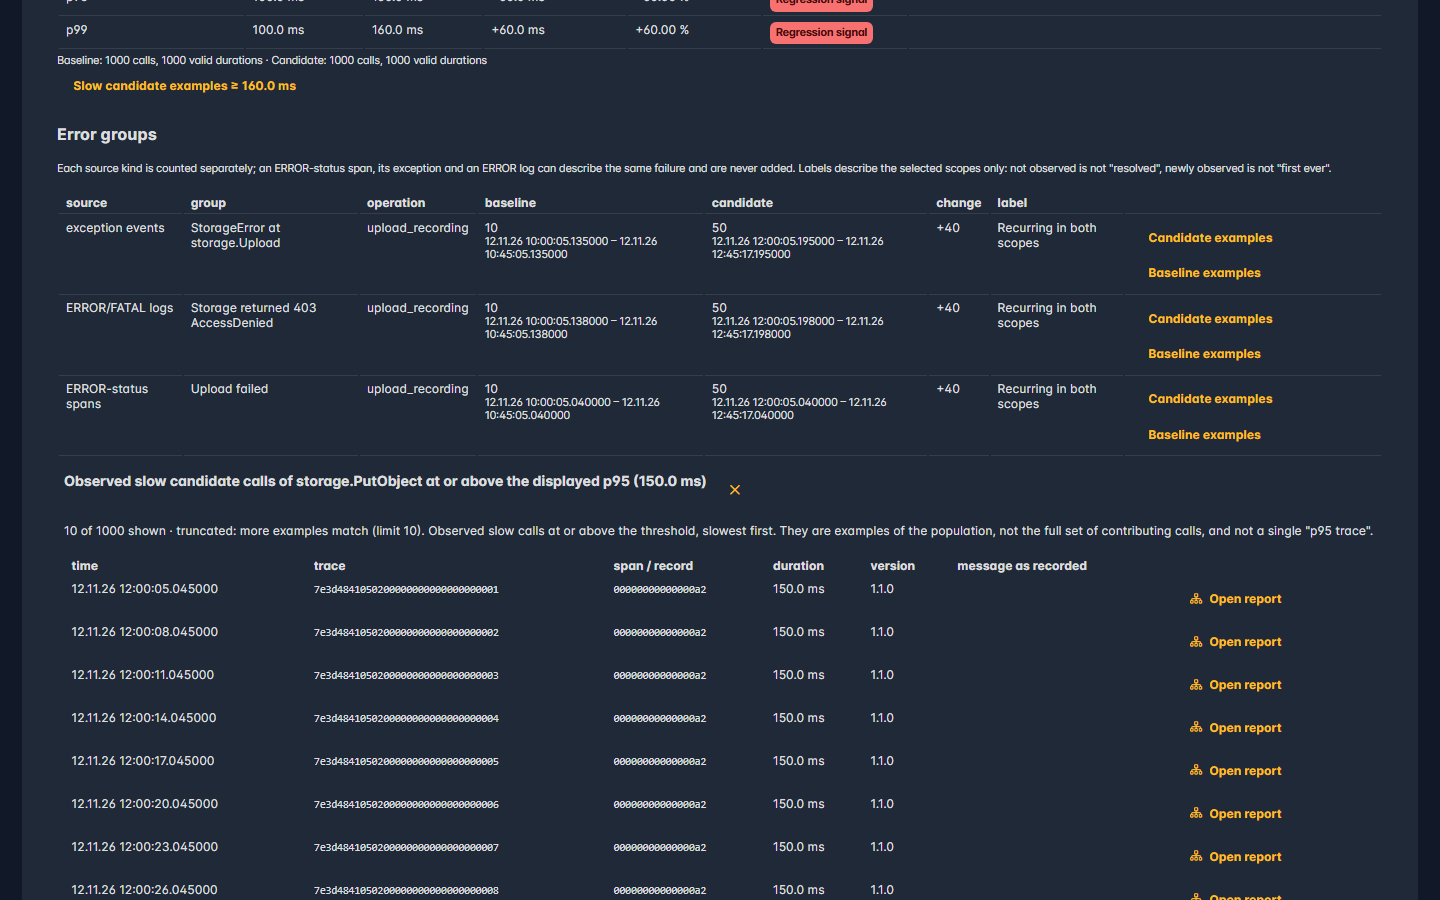 p99 100.0 ms 160.0 ms +60.0 ms +60.00 % Regression signal
Baseline: 1000 calls, 1000 valid durations · Candidate: 1000 calls, 1000 valid durations
Slow candidate examples ≥ 160.0 ms
Error groups
Each source kind is counted separately; an ERROR-status span, its exception and an ERROR log can describe the same failure and are never added. Labels describe the selected scopes only: not observed is not "resolved", newly observed is not "first ever".
source group operation baseline candidate change label
exception events StorageError at upload_recording 10 50 +40 Recurring in both
storage.Upload 12.11.26 10:00:05.135000 – 12.11.26 12.11.26 12:00:05.195000 – 12.11.26 scopes Candidate examples
10:45:05.135000 12:45:17.195000
Baseline examples
ERROR/FATAL logs Storage returned 403 upload_recording 10 50 +40 Recurring in both
AccessDenied 12.11.26 10:00:05.138000 – 12.11.26 12.11.26 12:00:05.198000 – 12.11.26 scopes Candidate examples
10:45:05.138000 12:45:17.198000
Baseline examples
ERROR-status Upload failed upload_recording 10 50 +40 Recurring in both
spans 12.11.26 10:00:05.040000 – 12.11.26 12.11.26 12:00:05.040000 – 12.11.26 scopes Candidate examples
10:45:05.040000 12:45:17.040000
Baseline examples
Observed slow candidate calls of storage.PutObject at or above the displayed p95 (150.0 ms)
10 of 1000 shown · truncated: more examples match (limit 10). Observed slow calls at or above the threshold, slowest first. They are examples of the population, not the full set of contributing calls, and not a single "p95 trace".
time trace span / record duration version message as recorded
12.11.26 12:00:05.045000 7e3d4841050200000000000000000001 00000000000000a2 150.0 ms 1.1.0 Open report
12.11.26 12:00:08.045000 7e3d4841050200000000000000000002 00000000000000a2 150.0 ms 1.1.0 Open report
12.11.26 12:00:11.045000 7e3d4841050200000000000000000003 00000000000000a2 150.0 ms 1.1.0 Open report
12.11.26 12:00:14.045000 7e3d4841050200000000000000000004 00000000000000a2 150.0 ms 1.1.0 Open report
12.11.26 12:00:17.045000 7e3d4841050200000000000000000005 00000000000000a2 150.0 ms 1.1.0 Open report
12.11.26 12:00:20.045000 7e3d4841050200000000000000000006 00000000000000a2 150.0 ms 1.1.0 Open report
12.11.26 12:00:23.045000 7e3d4841050200000000000000000007 00000000000000a2 150.0 ms 1.1.0 Open report
12.11.26 12:00:26.045000 7e3d4841050200000000000000000008 00000000000000a2 150.0 ms 1.1.0